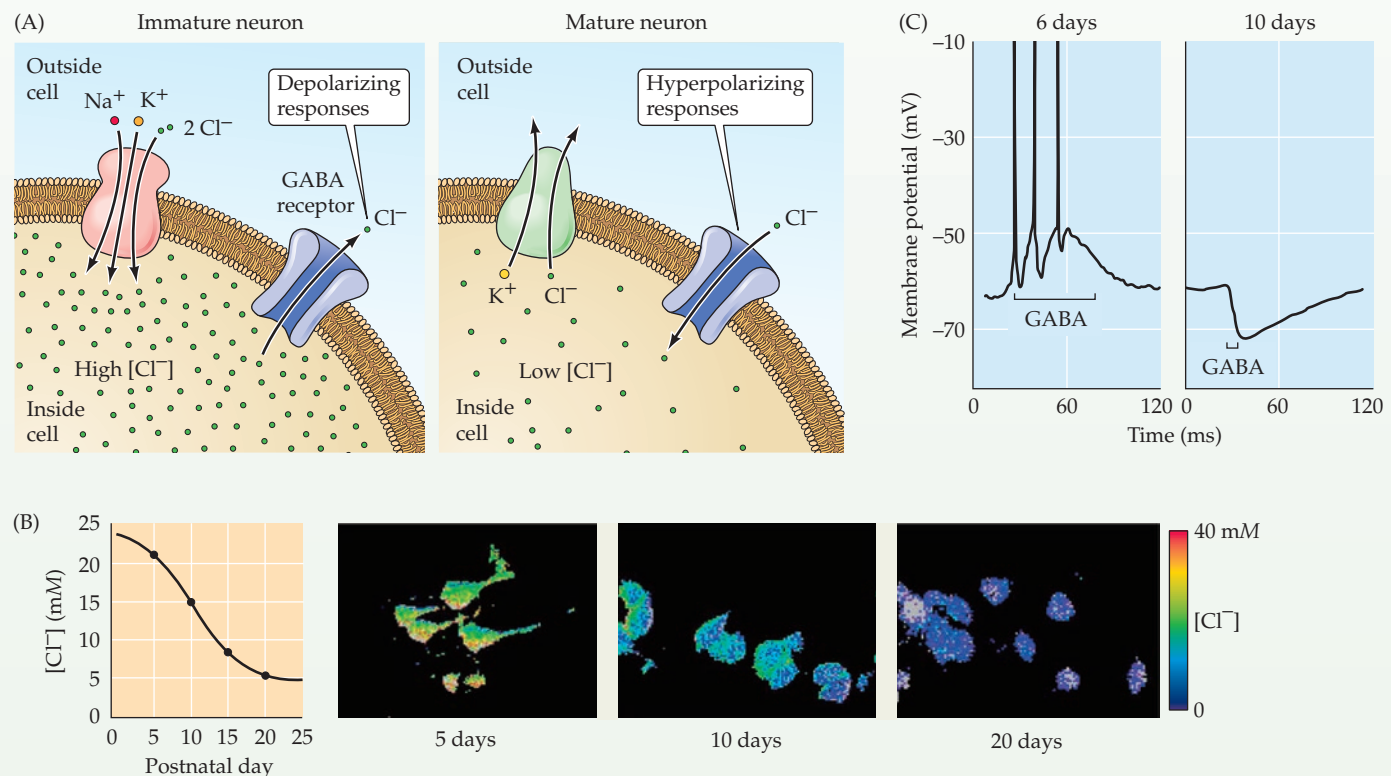 (A)
Immature neuron
Outside
cell
Na⁺
K⁺
2 Cl⁻
Depolarizing
responses
GABA
receptor
Cl⁻
High [Cl⁻]
Inside
cell
Mature neuron
Outside
cell
Hyperpolarizing
responses
Cl⁻
K⁺
Cl⁻
Low [Cl⁻]
Inside
cell
(C)
6 days
10 days
Membrane potential (mV)
–10
–30
–50
–70
GABA
GABA
0
60
120
0
60
120
Time (ms)
(B)
[Cl⁻] (mM)
25
20
15
10
5
0
0
5
10
15
20
25
Postnatal day
5 days
10 days
20 days
40 mM
[Cl⁻]
0